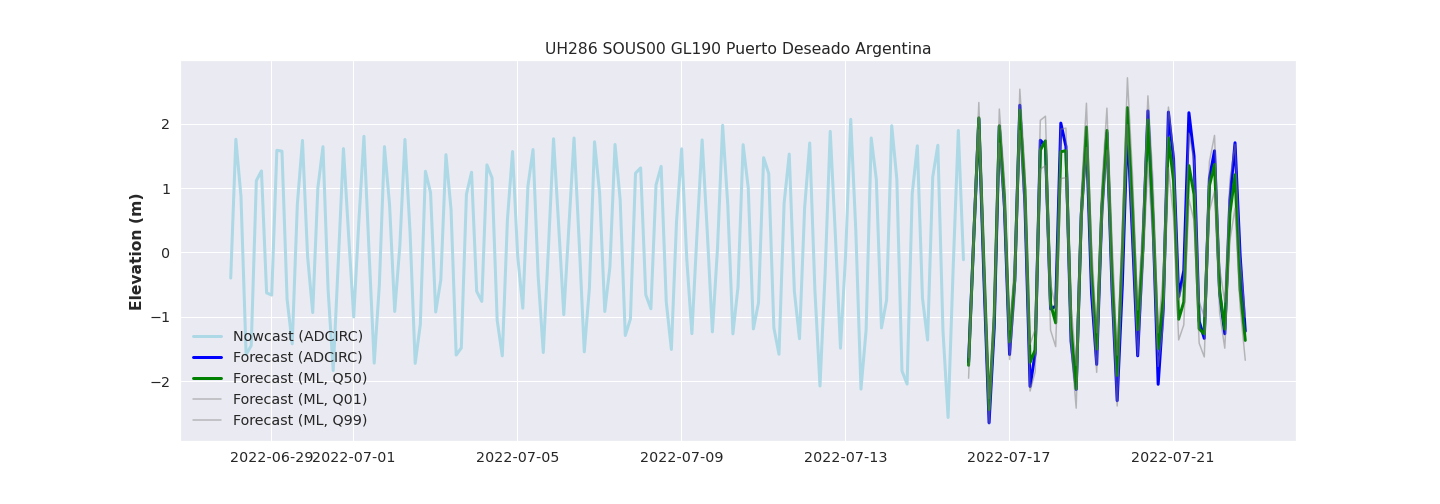 UH286 SOUS00 GL190 Puerto Deseado Argentina
Elevation (m)
2
1
0
−1
−2
Nowcast (ADCIRC)
Forecast (ADCIRC)
Forecast (ML, Q50)
Forecast (ML, Q01)
Forecast (ML, Q99)
2022-06-29 2022-07-01 2022-07-05 2022-07-09 2022-07-13 2022-07-17 2022-07-21